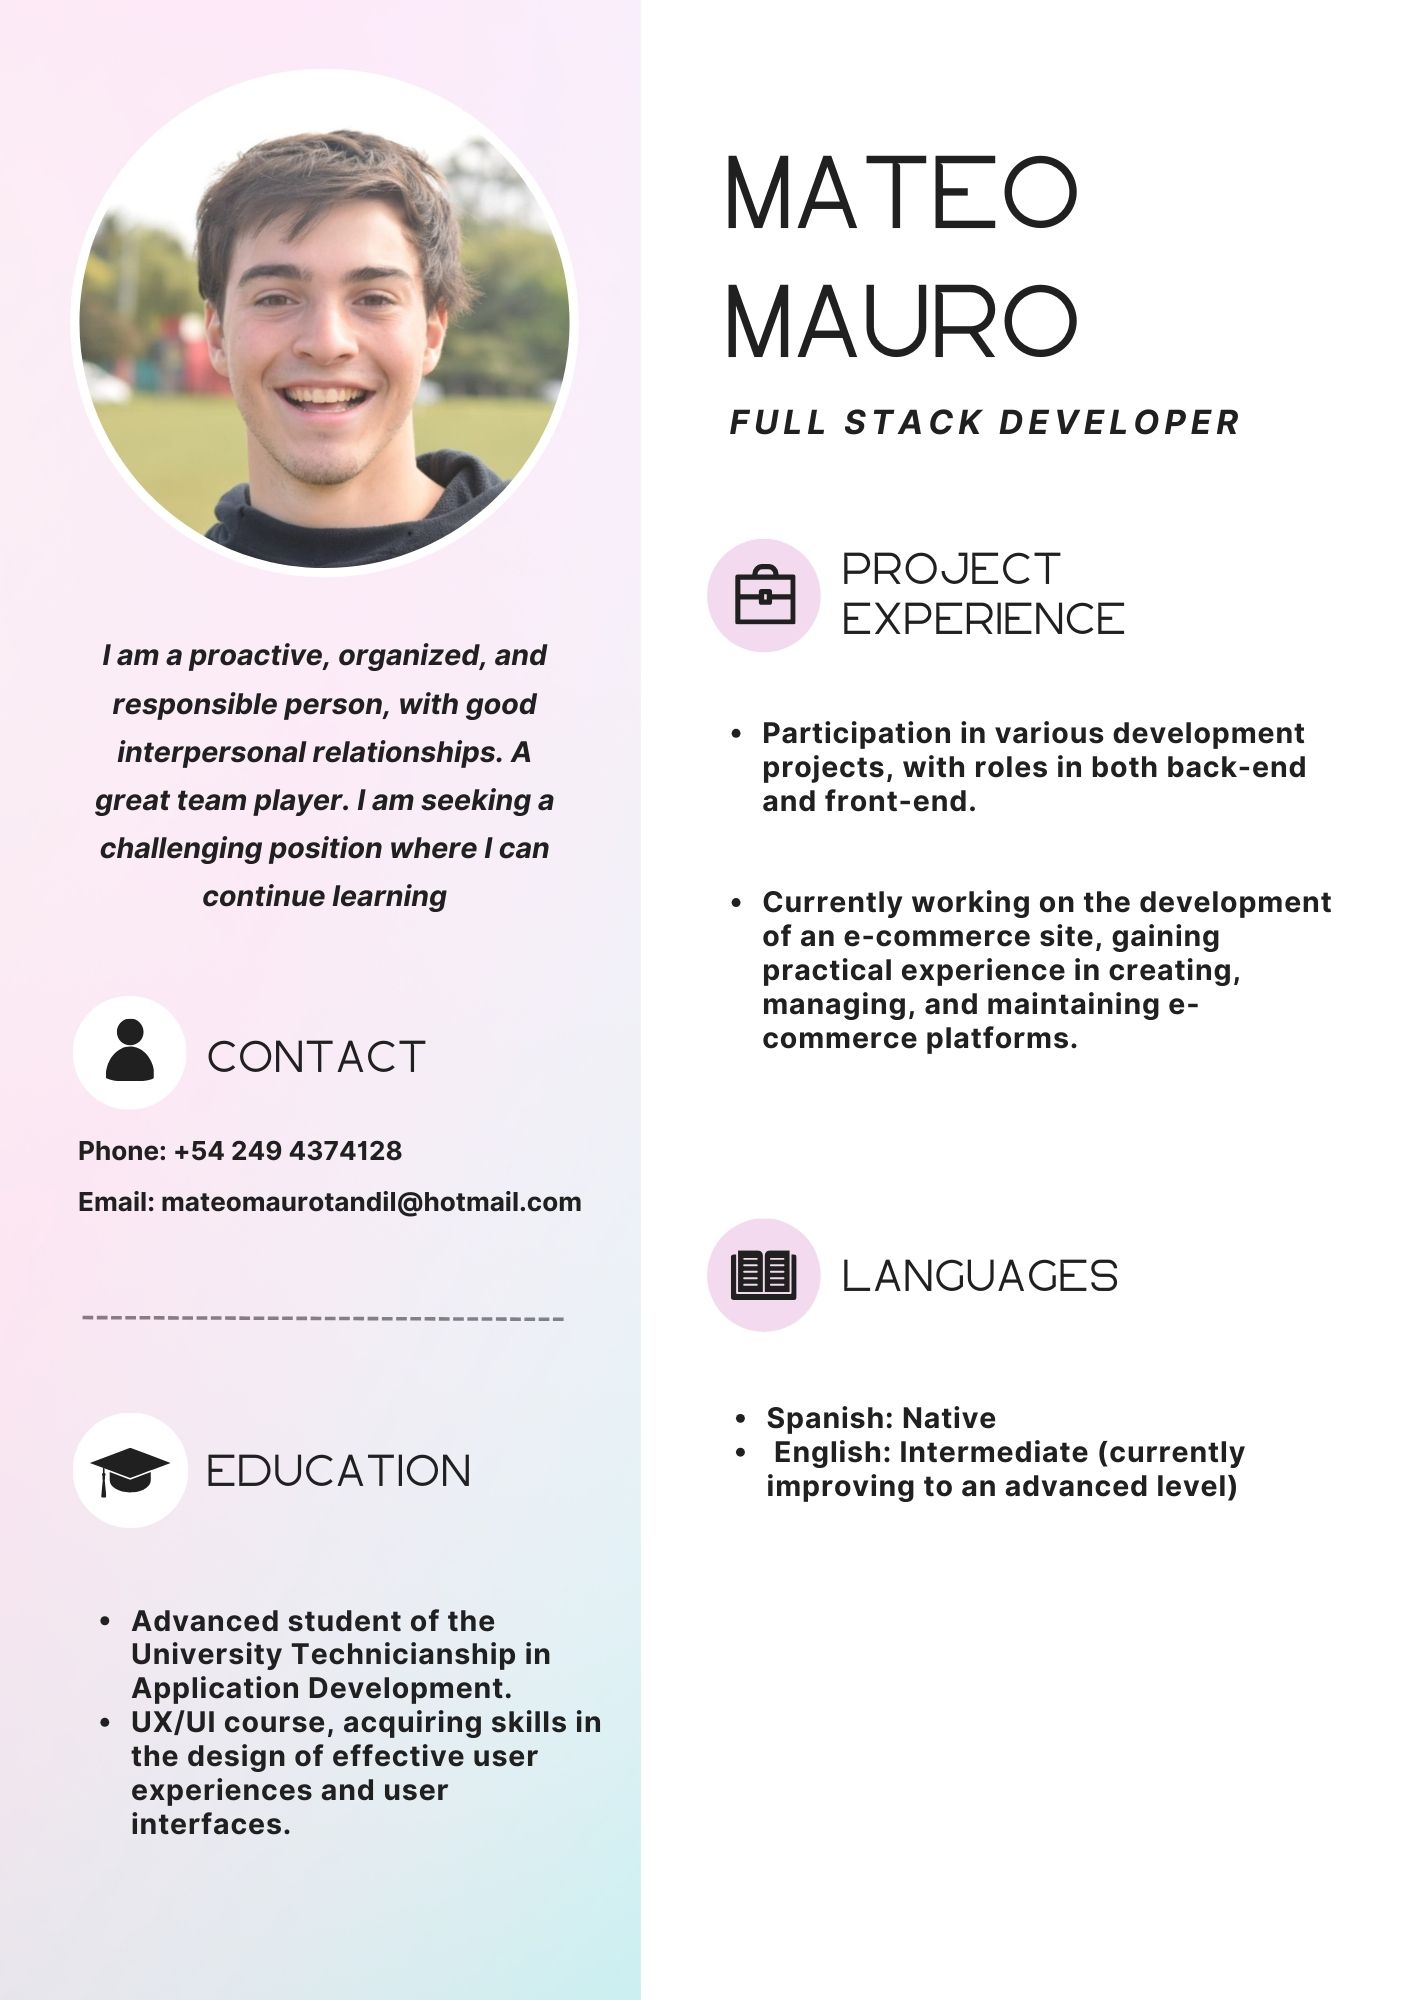 MATEO
MAURO
FULL STACK DEVELOPER
I am a proactive, organized, and
responsible person, with good
interpersonal relationships. A
great team player. I am seeking a
challenging position where I can
continue learning
CONTACT
Phone: +54 249 4374128
Email: mateomaurotandil@hotmail.com
EDUCATION
• Advanced student of the
University Technicianship in
Application Development.
• UX/UI course, acquiring skills in
the design of effective user
experiences and user
interfaces.
PROJECT
EXPERIENCE
• Participation in various development
projects, with roles in both back-end
and front-end.
• Currently working on the development
of an e-commerce site, gaining
practical experience in creating,
managing, and maintaining e-
commerce platforms.
LANGUAGES
• Spanish: Native
• English: Intermediate (currently
improving to an advanced level)